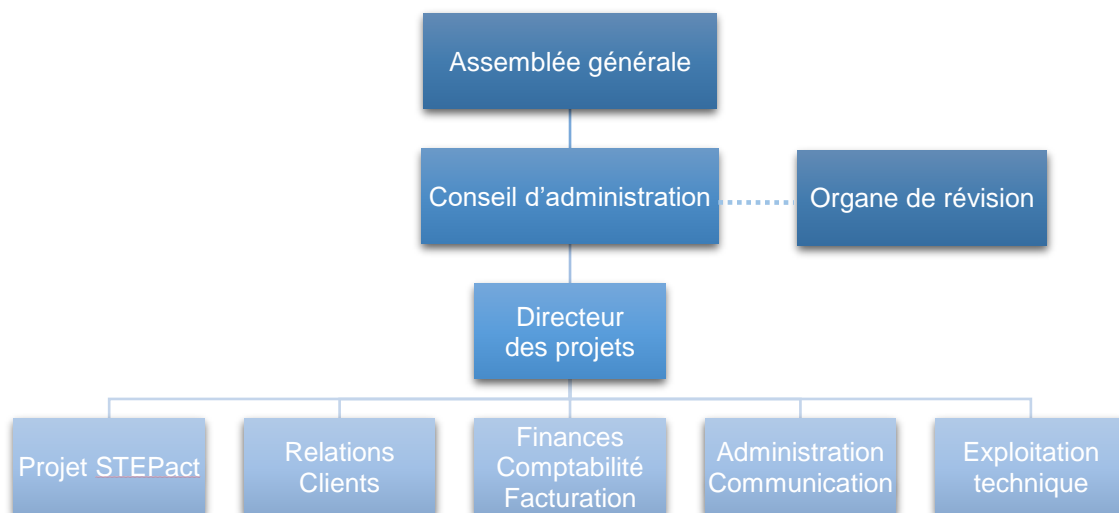 Assemblée générale
Conseil d’administration
Organe de révision
Directeur
des projets
Projet STEPact
Relations
Clients
Finances
Comptabilité
Facturation
Administration
Communication
Exploitation
technique